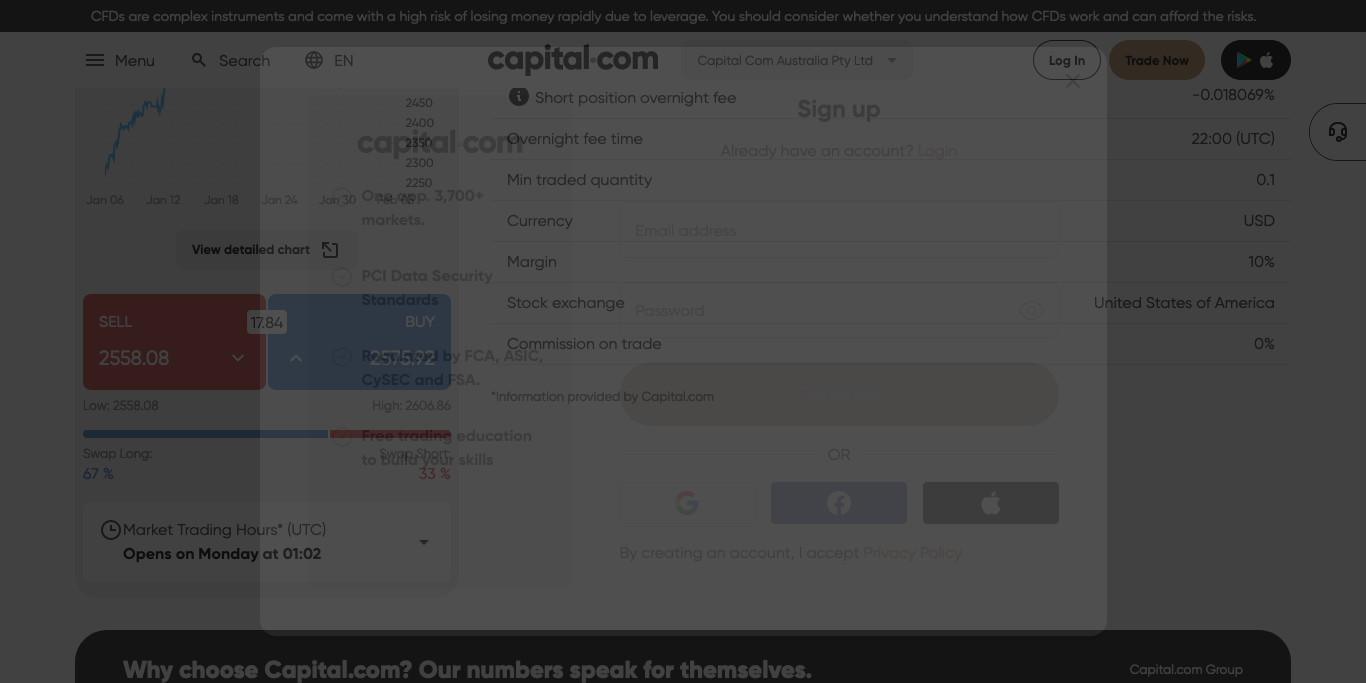 CFDs are complex instruments and come with a high risk of losing money rapidly due to leverage. You should consider whether you understand how CFDs work and can afford the risks.
Menu
Search
EN
capital.com
Capital Com Australia Pty Ltd
Log In
Trade Now
2450
2400
2350
2300
2250
Jan 06
Jan 12
Jan 18
Jan 24
Jan 30
View detailed chart
SELL
2558.08
17.84
BUY
2575.92
Low: 2558.08
High: 2606.86
Swap Long:
67 %
Swap Short:
33 %
Market Trading Hours* (UTC)
Opens on Monday at 01:02
Short position overnight fee
-0.018069%
Overnight fee time
22:00 (UTC)
Min traded quantity
0.1
Currency
USD
Margin
10%
Stock exchange
United States of America
Commission on trade
0%
*Information provided by Capital.com
capital.com
One app. 3,700+
markets.
PCI Data Security
Standards
Regulated by FCA, ASIC,
CySEC and FSA.
Free trading education
to build your skills
Sign up
Already have an account? Login
Email address
Password
OR
By creating an account, I accept Privacy Policy
Why choose Capital.com? Our numbers speak for themselves.
Capital.com Group